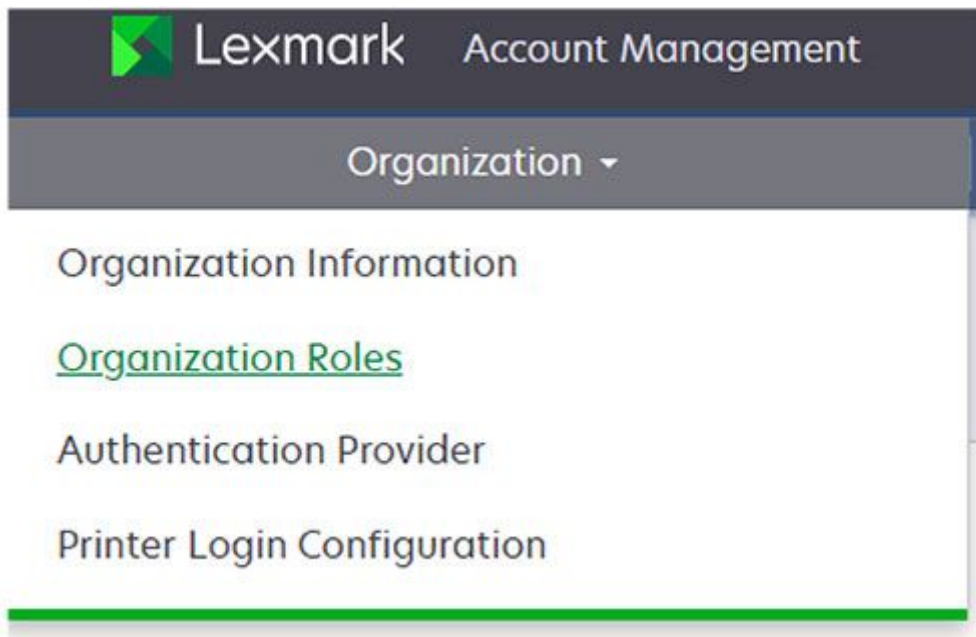 Lexmark Account Management
Organization
Organization Information
Organization Roles
Authentication Provider
Printer Login Configuration